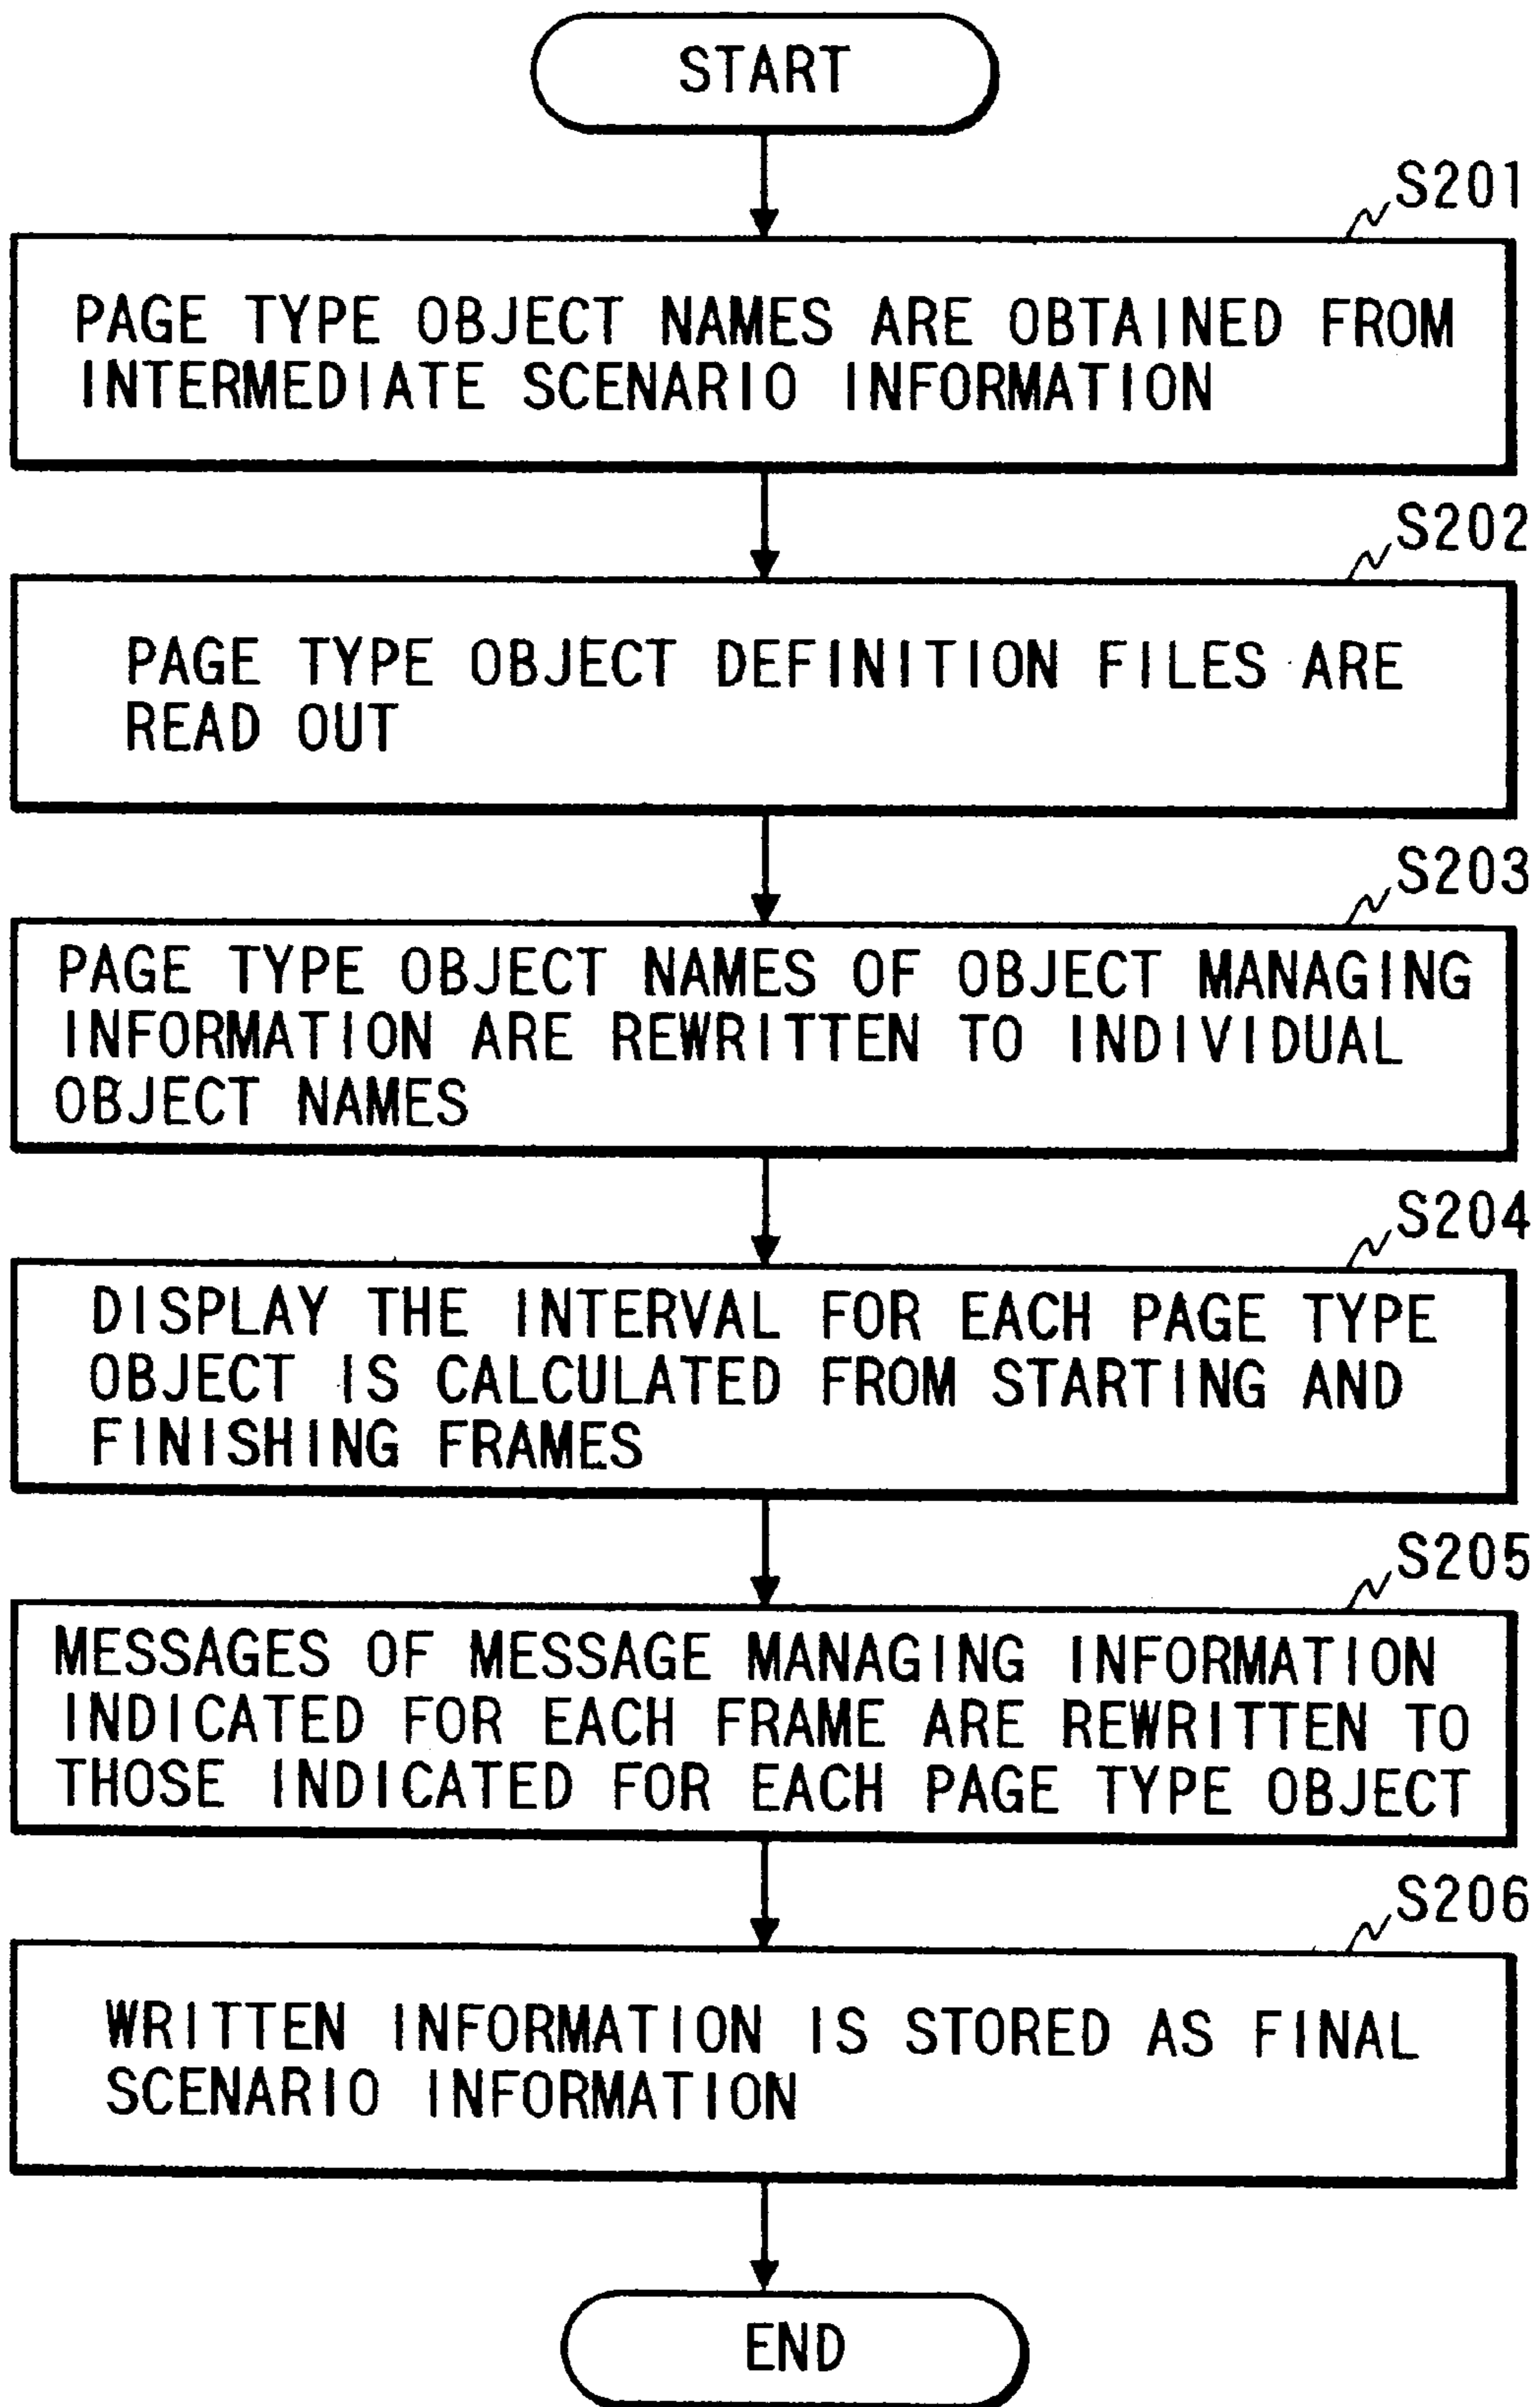 START
S201
PAGE TYPE OBJECT NAMES ARE OBTAINED FROM
INTERMEDIATE SCENARIO INFORMATION
S202
PAGE TYPE OBJECT DEFINITION FILES ARE
READ OUT
S203
PAGE TYPE OBJECT NAMES OF OBJECT MANAGING
INFORMATION ARE REWRITTEN TO INDIVIDUAL
OBJECT NAMES
S204
DISPLAY THE INTERVAL FOR EACH PAGE TYPE
OBJECT IS CALCULATED FROM STARTING AND
FINISHING FRAMES
S205
MESSAGES OF MESSAGE MANAGING INFORMATION
INDICATED FOR EACH FRAME ARE REWRITTEN TO
THOSE INDICATED FOR EACH PAGE TYPE OBJECT
S206
WRITTEN INFORMATION IS STORED AS FINAL
SCENARIO INFORMATION
END